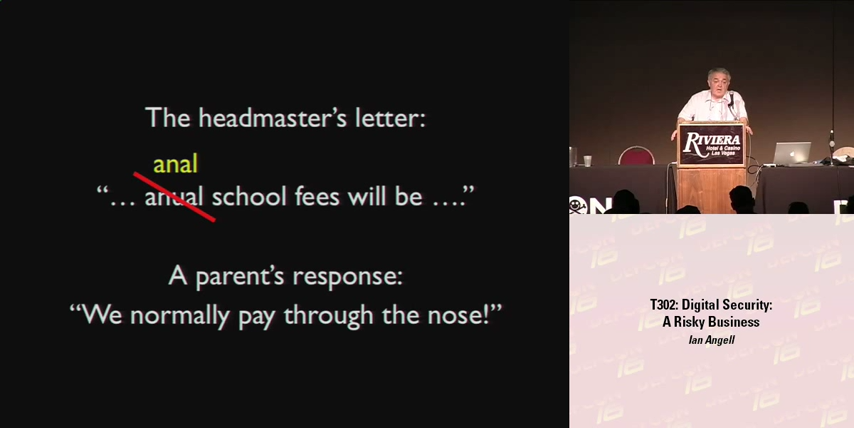 The headmaster's letter:
anal
“… anual school fees will be ….”
A parent's response:
“We normally pay through the nose!”
RIVIERA
Hotel & Casino
Las Vegas
ON
T302: Digital Security:
A Risky Business
Ian Angell